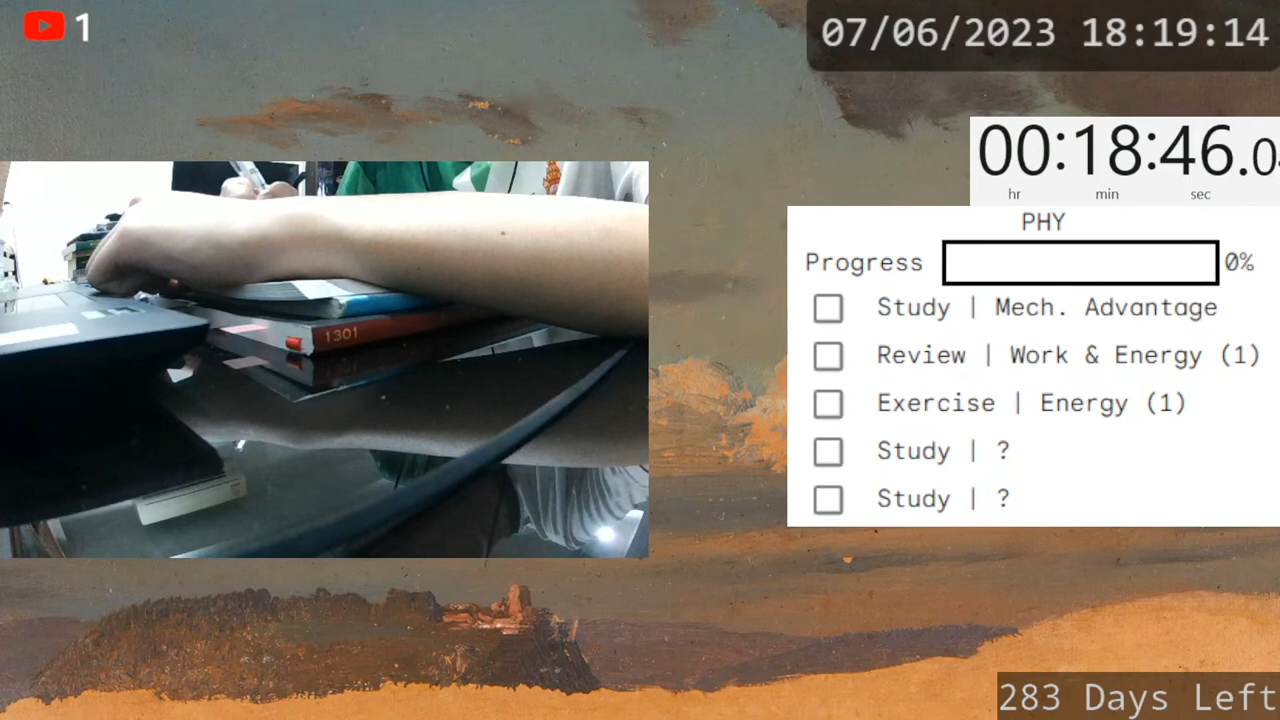 1
07/06/2023 18:19:14
00:18:46.0
hr min sec
PHY
Progress 0%
Study | Mech. Advantage
Review | Work & Energy (1)
Exercise | Energy (1)
Study | ?
Study | ?
1301
283 Days Left